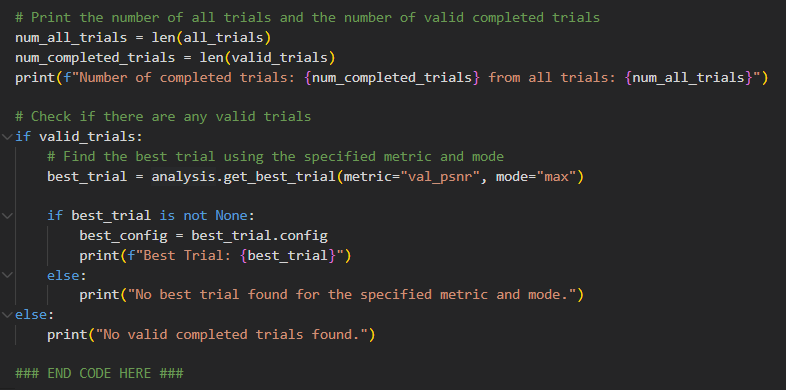 # Print the number of all trials and the number of valid completed trials
num_all_trials = len(all_trials)
num_completed_trials = len(valid_trials)
print(f"Number of completed trials: {num_completed_trials} from all trials: {num_all_trials}")

# Check if there are any valid trials
if valid_trials:
    # Find the best trial using the specified metric and mode
    best_trial = analysis.get_best_trial(metric="val_psnr", mode="max")

    if best_trial is not None:
        best_config = best_trial.config
        print(f"Best Trial: {best_trial}")
    else:
        print("No best trial found for the specified metric and mode.")
else:
    print("No valid completed trials found.")

### END CODE HERE ###